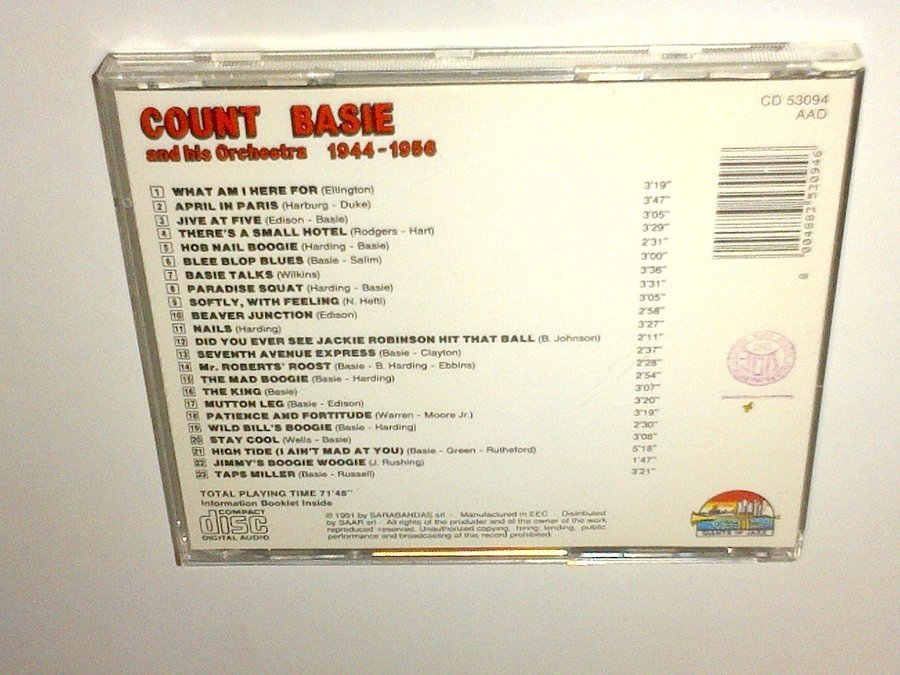 COUNT BASIE
and his Orchestra 1944-1956
CD 53094
AAD
1 WHAT AM I HERE FOR (Ellington) 3'19"
2 APRIL IN PARIS (Harburg - Duke) 3'47"
3 JIVE AT FIVE (Edison - Basie) 3'05"
4 THERE'S A SMALL HOTEL (Rodgers - Hart) 3'29"
5 HOB NAIL BOOGIE (Harding - Basie) 2'31"
6 BLEE BLOP BLUES (Basie - Salim) 3'00"
7 BASIE TALKS (Wilkins) 3'36"
8 PARADISE SQUAT (Harding - Basie) 3'31"
9 SOFTLY, WITH FEELING (N. Hefti) 3'05"
10 BEAVER JUNCTION (Edison) 2'58"
11 NAILS (Harding) 3'27"
12 DID YOU EVER SEE JACKIE ROBINSON HIT THAT BALL (B. Johnson) 2'11"
13 SEVENTH AVENUE EXPRESS (Basie - Clayton) 2'37"
14 Mr. ROBERTS' ROOST (Basie - B. Harding - Ebbins) 2'28"
15 THE MAD BOOGIE (Basie - Harding) 2'54"
16 THE KING (Basie) 3'07"
17 MUTTON LEG (Basie - Edison) 3'20"
18 PATIENCE AND FORTITUDE (Warren - Moore Jr.) 3'19"
19 WILD BILL'S BOOGIE (Basie - Harding) 2'30"
20 STAY COOL (Wells - Basie) 3'08"
21 HIGH TIDE (I AIN'T MAD AT YOU) (Basie - Green - Rutheford) 5'18"
22 JIMMY'S BOOGIE WOOGIE (J. Rushing) 1'47"
23 TAPS MILLER (Basie - Russell) 3'21"
004883 530946
TOTAL PLAYING TIME 71'48"
Information Booklet Inside
COMPACT
disc
DIGITAL AUDIO
℗ 1991 by SARABANDAS srl - Manufactured in EEC Distributed
by SAAR srl - All rights of the produder and of the owner of the work
reproduced reserved. Unauthorized copying, hiring, lending, public
performance and broadcasting of this record prohibited.
GIANTS OF JAZZ